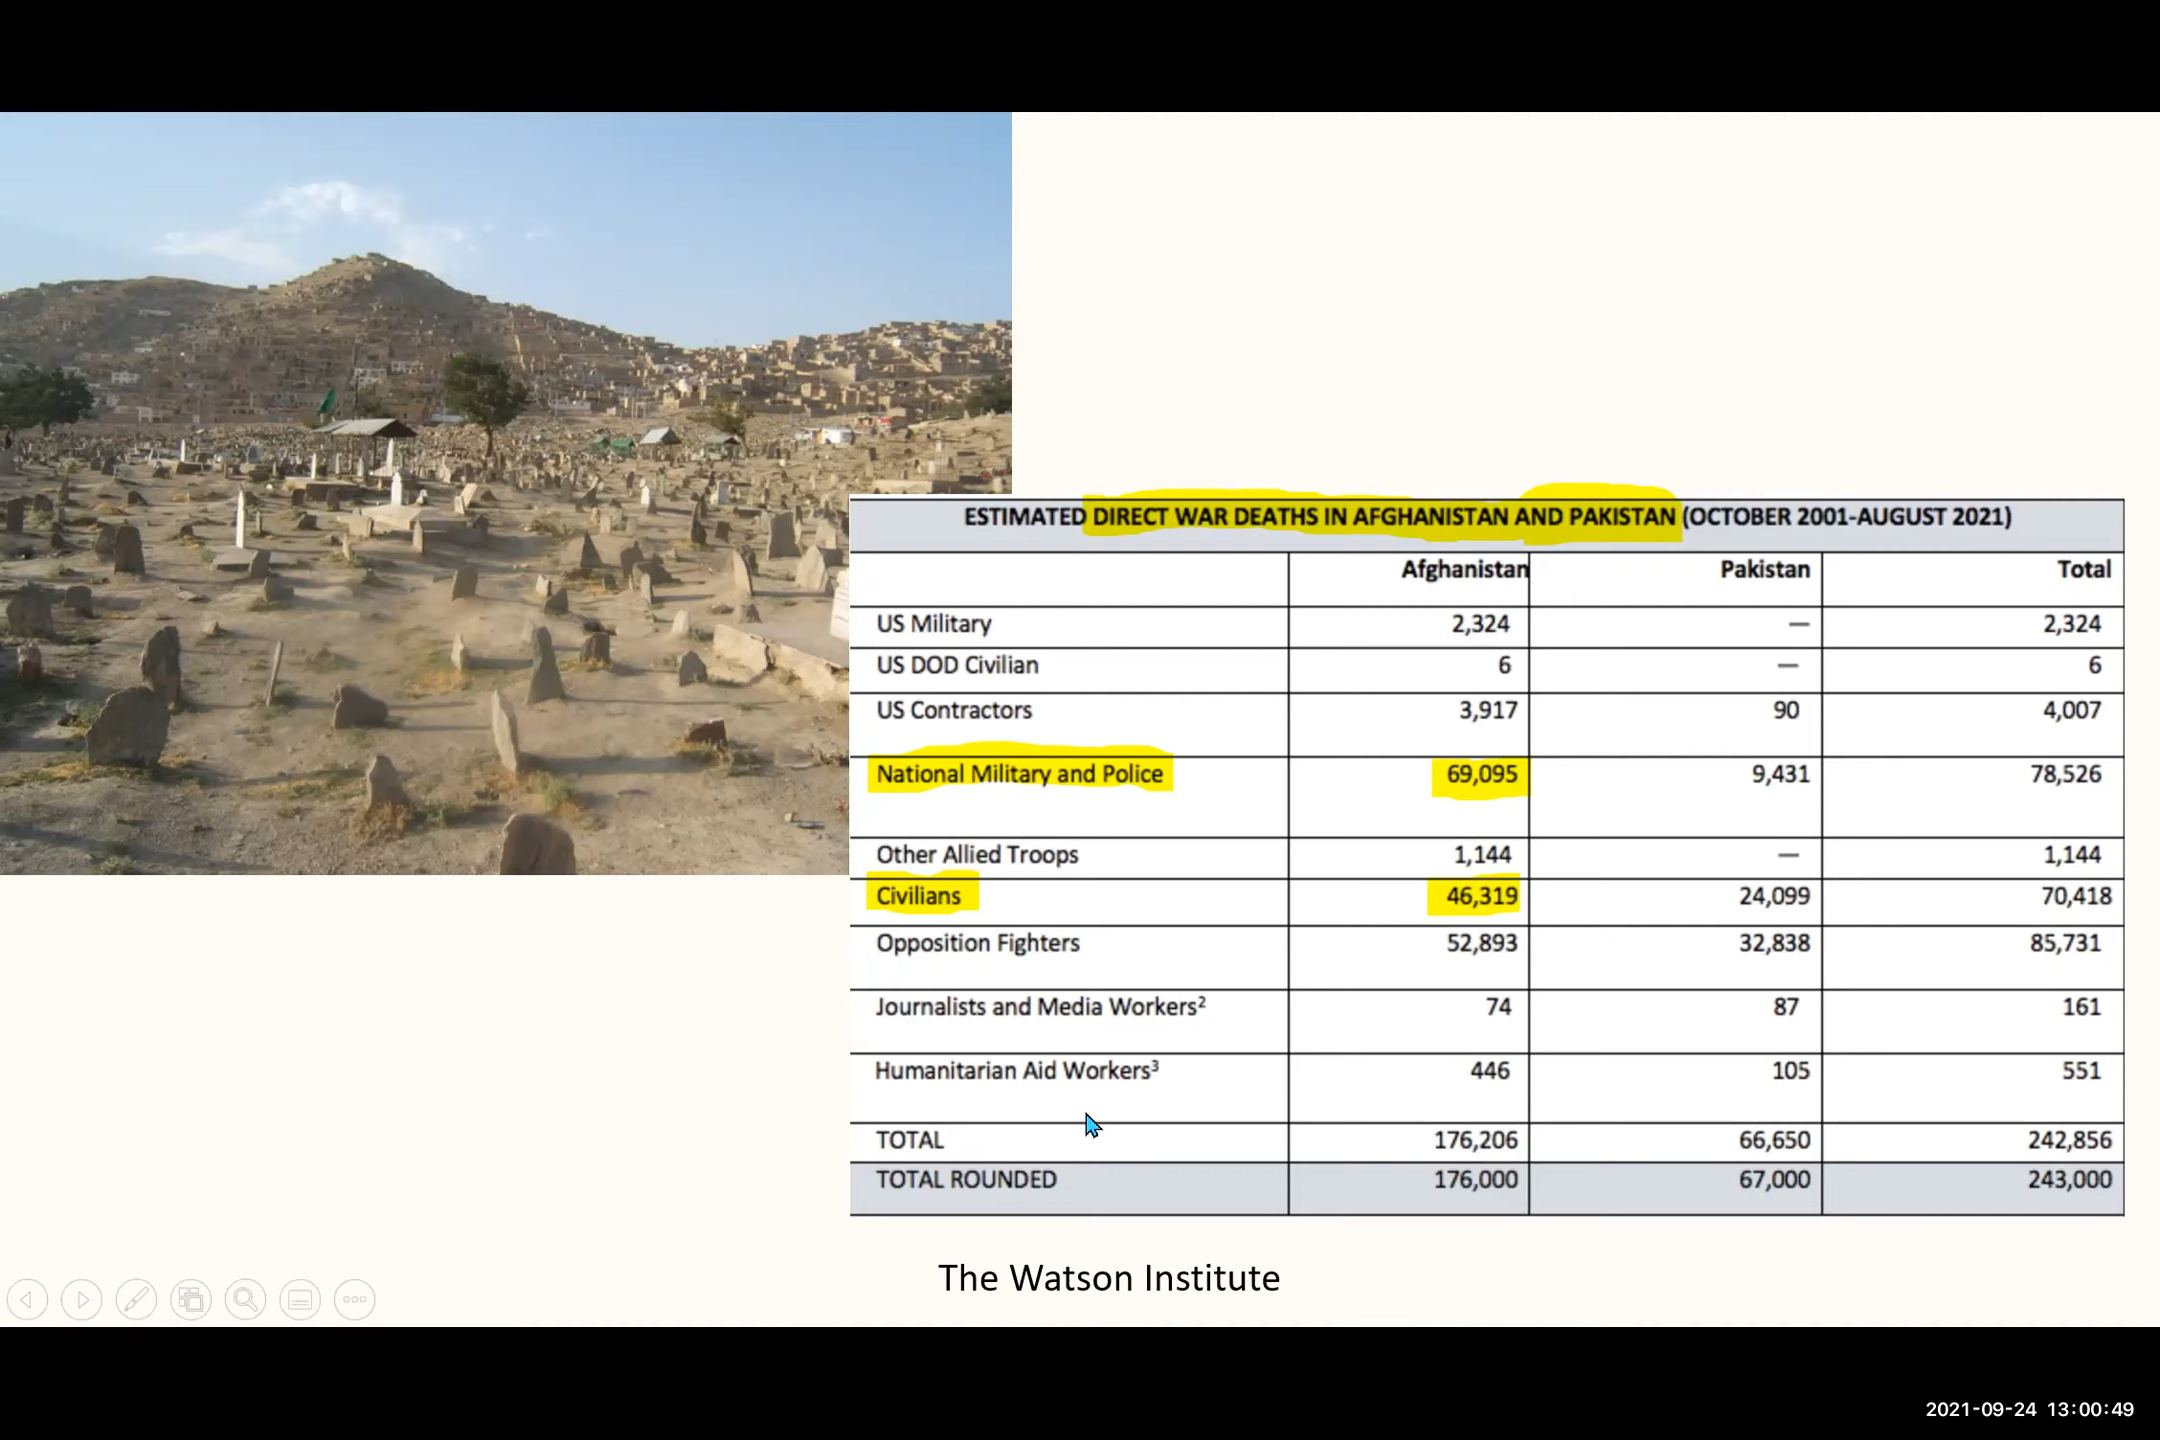 ESTIMATED DIRECT WAR DEATHS IN AFGHANISTAN AND PAKISTAN (OCTOBER 2001-AUGUST 2021)
Afghanistan Pakistan Total
US Military 2,324 — 2,324
US DOD Civilian 6 — 6
US Contractors 3,917 90 4,007
National Military and Police 69,095 9,431 78,526
Other Allied Troops 1,144 — 1,144
Civilians 46,319 24,099 70,418
Opposition Fighters 52,893 32,838 85,731
Journalists and Media Workers² 74 87 161
Humanitarian Aid Workers³ 446 105 551
TOTAL 176,206 66,650 242,856
TOTAL ROUNDED 176,000 67,000 243,000
The Watson Institute
2021-09-24 13:00:49